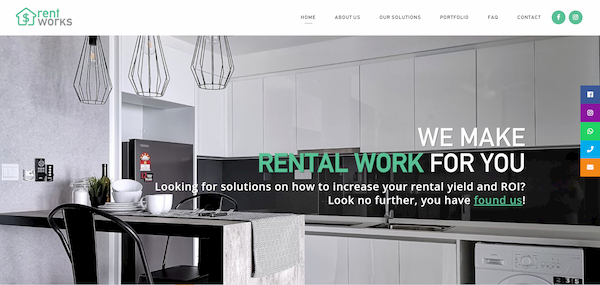 rent
WORKS
HOME ABOUT US OUR SOLUTIONS PORTFOLIO FAQ CONTACT
WE MAKE
RENTAL WORK FOR YOU
Looking for solutions on how to increase your rental yield and ROI?
Look no further, you have found us!